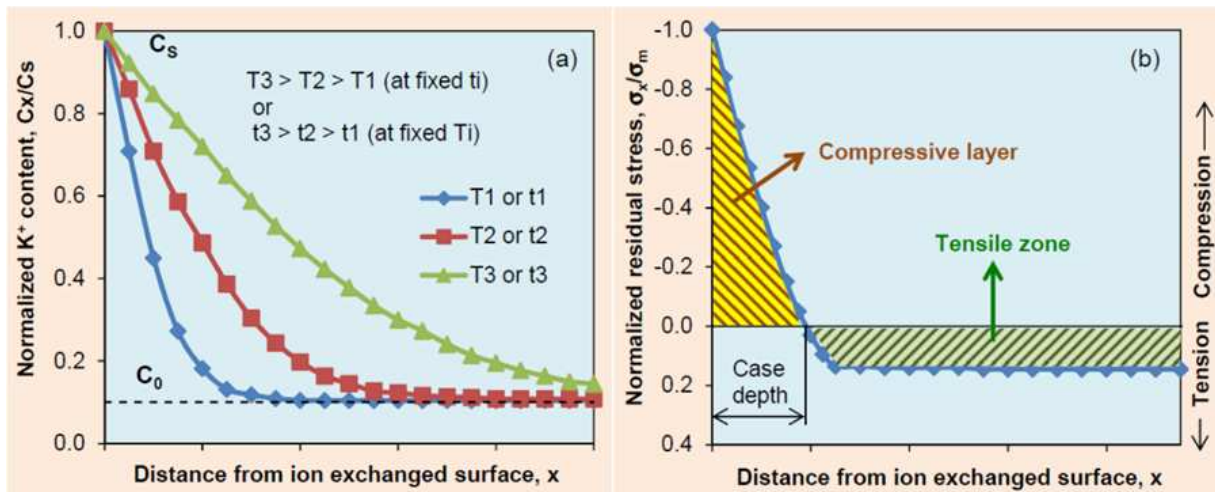 Normalized K⁺ content, Cx/Cs
1.0
0.8
0.6
0.4
0.2
0.0
C_S
(a)
T3 > T2 > T1 (at fixed ti)
or
t3 > t2 > t1 (at fixed Ti)
T1 or t1
T2 or t2
T3 or t3
C_0
Distance from ion exchanged surface, x
Normalized residual stress, σ_x/σ_m
-1.0
-0.8
-0.6
-0.4
-0.2
0.0
0.2
0.4
(b)
Compressive layer
Tensile zone
Case
depth
Distance from ion exchanged surface, x
Compression
Tension